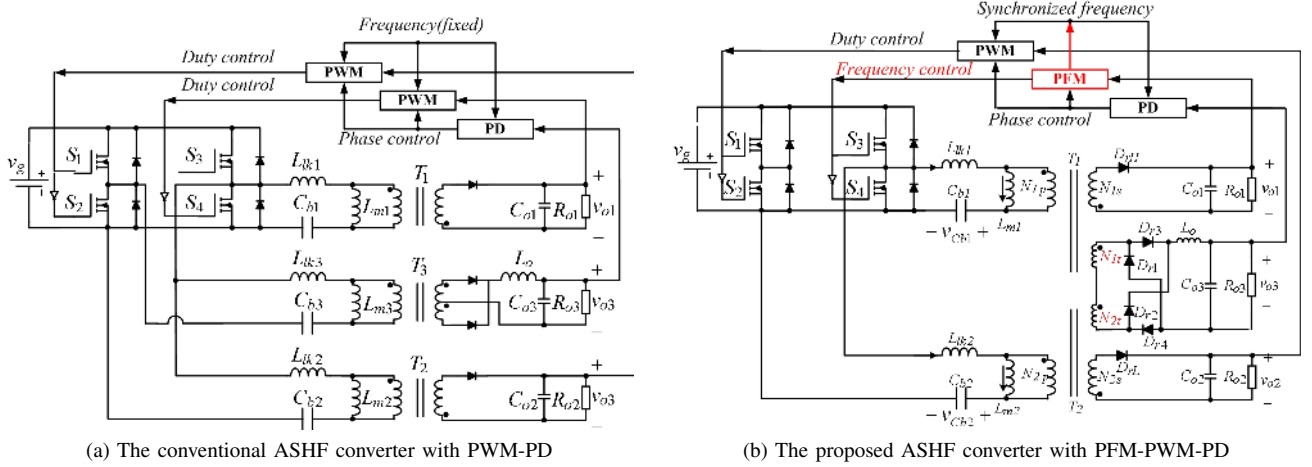 Frequency(fixed)
Duty control
PWM
Duty control
PWM
Phase control
PD
v_g
S_1
S_2
S_3
S_4
L_lk1
C_b1
L_m1
T_1
C_o1
R_o1
+
v_o1
−
L_lk3
C_b3
L_m3
T_3
L_o
C_o3
R_o3
+
v_o3
−
L_lk2
C_b2
L_m2
T_2
C_o2
R_o2
+
v_o3
−
(a) The conventional ASHF converter with PWM-PD
Synchronized frequency
Duty control
PWM
Frequency control
PFM
Phase control
PD
v_g
S_1
S_2
S_3
S_4
L_lk1
C_b1
− v_Cb1 +
L_m1
N_1p
T_1
N_1s
D_rH
C_o1
R_o1
+
v_o1
−
N_1t
N_2t
D_r3
D_r1
D_r2
D_r4
L_o
C_o3
R_o3
+
v_o3
−
L_lk2
C_b2
− v_Cb2 +
L_m2
N_2p
T_2
N_2s
D_rL
C_o2
R_o2
+
v_o2
−
(b) The proposed ASHF converter with PFM-PWM-PD